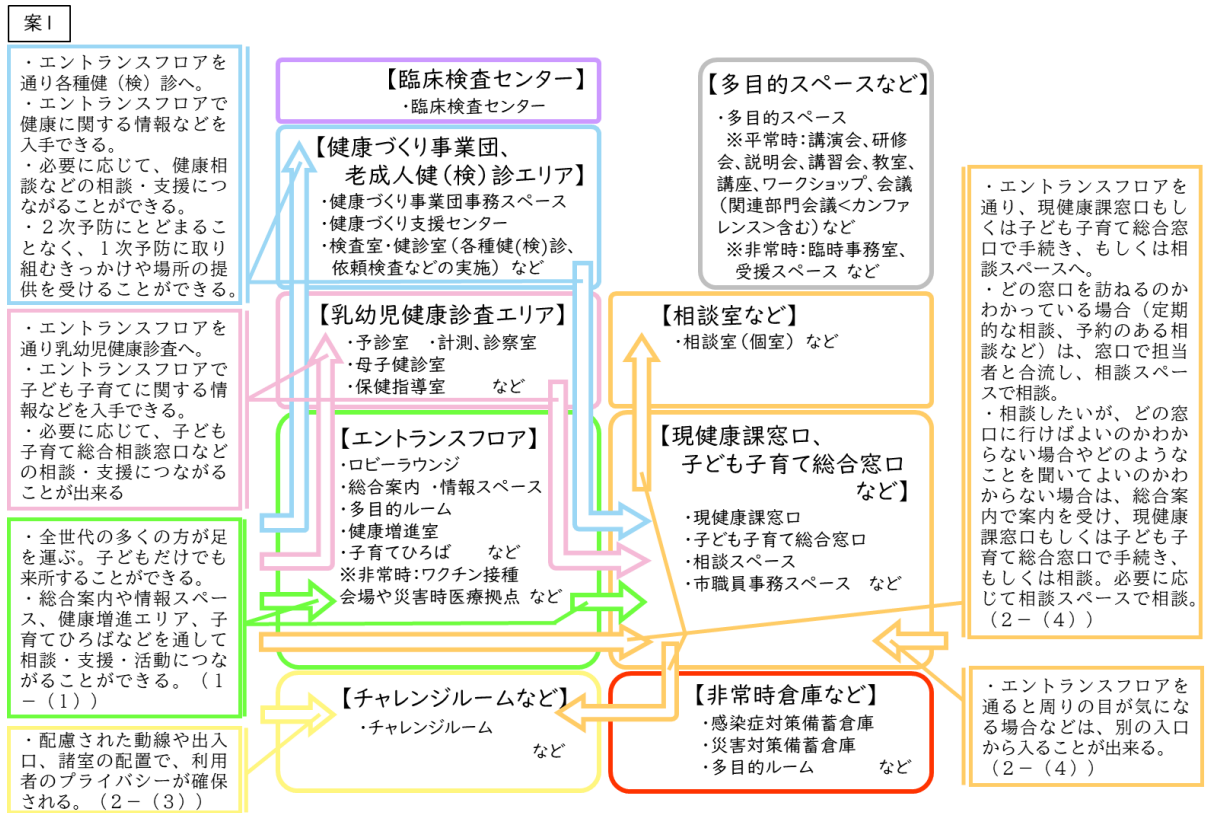 案1
・エントランスフロアを
通り各種健（検）診へ。
・エントランスフロアで
健康に関する情報などを
入手できる。
・必要に応じて、健康相
談などの相談・支援につ
ながることができる。
・２次予防にとどまるこ
となく、１次予防に取り
組むきっかけや場所の提
供を受けることができる。
・エントランスフロアを
通り乳幼児健康診査へ。
・エントランスフロアで
子ども子育てに関する情
報などを入手できる。
・必要に応じて、子ども
子育て総合相談窓口など
の相談・支援につながる
ことが出来る
・全世代の多くの方が足
を運ぶ。子どもだけでも
来所することができる。
・総合案内や情報スペー
ス、健康増進エリア、子
育てひろばなどを通して
相談・支援・活動につな
がることができる。（１
－（１））
・配慮された動線や出入
口、諸室の配置で、利用
者のプライバシーが確保
される。（２－（３））
【臨床検査センター】
・臨床検査センター
【健康づくり事業団、
老成人健（検）診エリア】
・健康づくり事業団事務スペース
・健康づくり支援センター
・検査室・健診室（各種健(検)診、
依頼検査などの実施） など
【乳幼児健康診査エリア】
・予診室 ・計測、診察室
・母子健診室
・保健指導室 など
【エントランスフロア】
・ロビーラウンジ
・総合案内 ・情報スペース
・多目的ルーム
・健康増進室
・子育てひろば など
※非常時：ワクチン接種
会場や災害時医療拠点 など
【チャレンジルームなど】
・チャレンジルーム
など
【多目的スペースなど】
・多目的スペース
※平常時：講演会、研修
会、説明会、講習会、教室、
講座、ワークショップ、会議
（関連部門会議<カンファ
レンス>含む）など
※非常時：臨時事務室、
受援スペース など
【相談室など】
・相談室（個室） など
【現健康課窓口、
子ども子育て総合窓口
など】
・現健康課窓口
・子ども子育て総合窓口
・相談スペース
・市職員事務スペース など
【非常時倉庫など】
・感染症対策備蓄倉庫
・災害対策備蓄倉庫
・多目的ルーム など
・エントランスフロアを
通り、現健康課窓口もし
くは子ども子育て総合窓
口で手続き、もしくは相
談スペースへ。
・どの窓口を訪ねるのか
わかっている場合（定期
的な相談、予約のある相
談など）は、窓口で担当
者と合流し、相談スペー
スで相談。
・相談したいが、どの窓
口に行けばよいのかわか
らない場合やどのような
ことを聞いてよいのかわ
からない場合は、総合案
内で案内を受け、現健康
課窓口もしくは子ども子
育て総合窓口で手続き、
もしくは相談。必要に応
じて相談スペースで相談。
（２－（４））
・エントランスフロアを
通ると周りの目が気にな
る場合などは、別の入口
から入ることが出来る。
（２－（４））